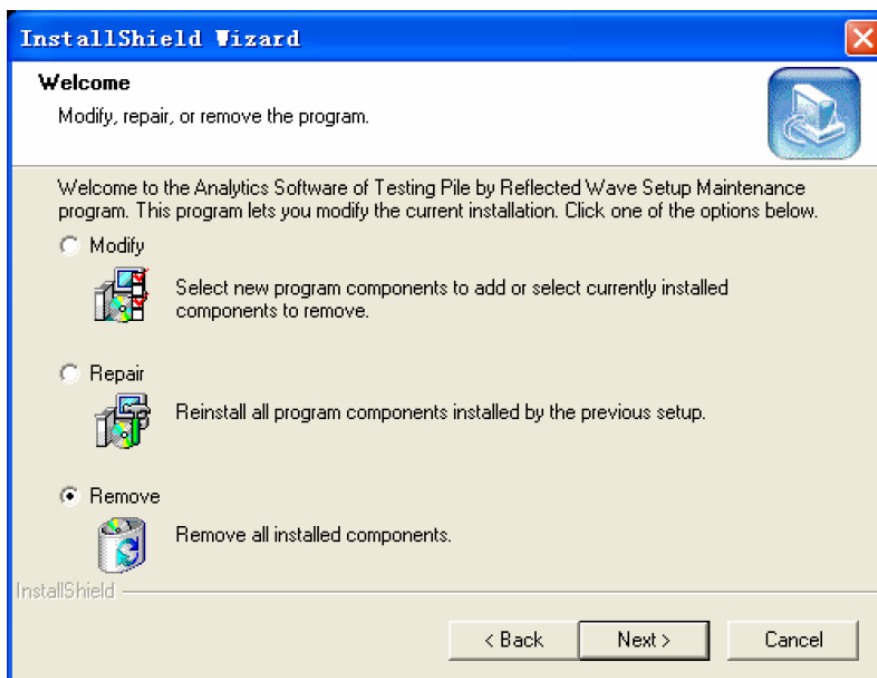 InstallShield Wizard
Welcome
Modify, repair, or remove the program.
Welcome to the Analytics Software of Testing Pile by Reflected Wave Setup Maintenance
program. This program lets you modify the current installation. Click one of the options below.
Modify
Select new program components to add or select currently installed
components to remove.
Repair
Reinstall all program components installed by the previous setup.
Remove
Remove all installed components.
InstallShield
< Back Next > Cancel